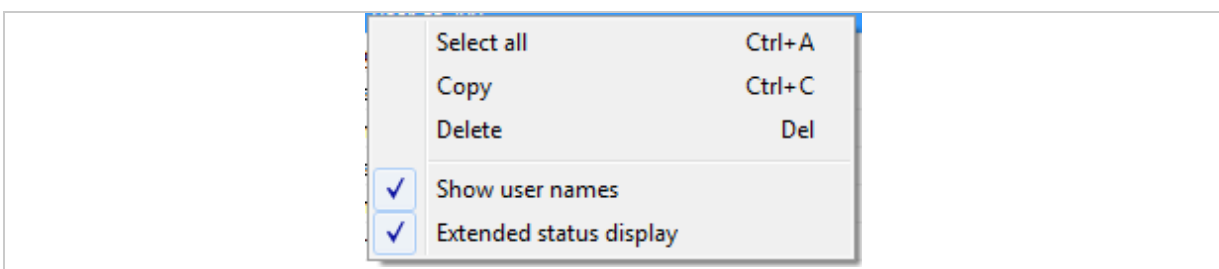 Select all Ctrl+A
Copy Ctrl+C
Delete Del
Show user names
Extended status display